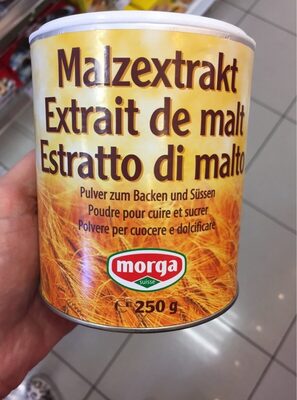 Malzextrakt
Extrait de malt
Estratto di malto
Pulver zum Backen und Süssen
Poudre pour cuire et sucrer
Polvere per cuocere e dolcificare
morga
suisse
250 g